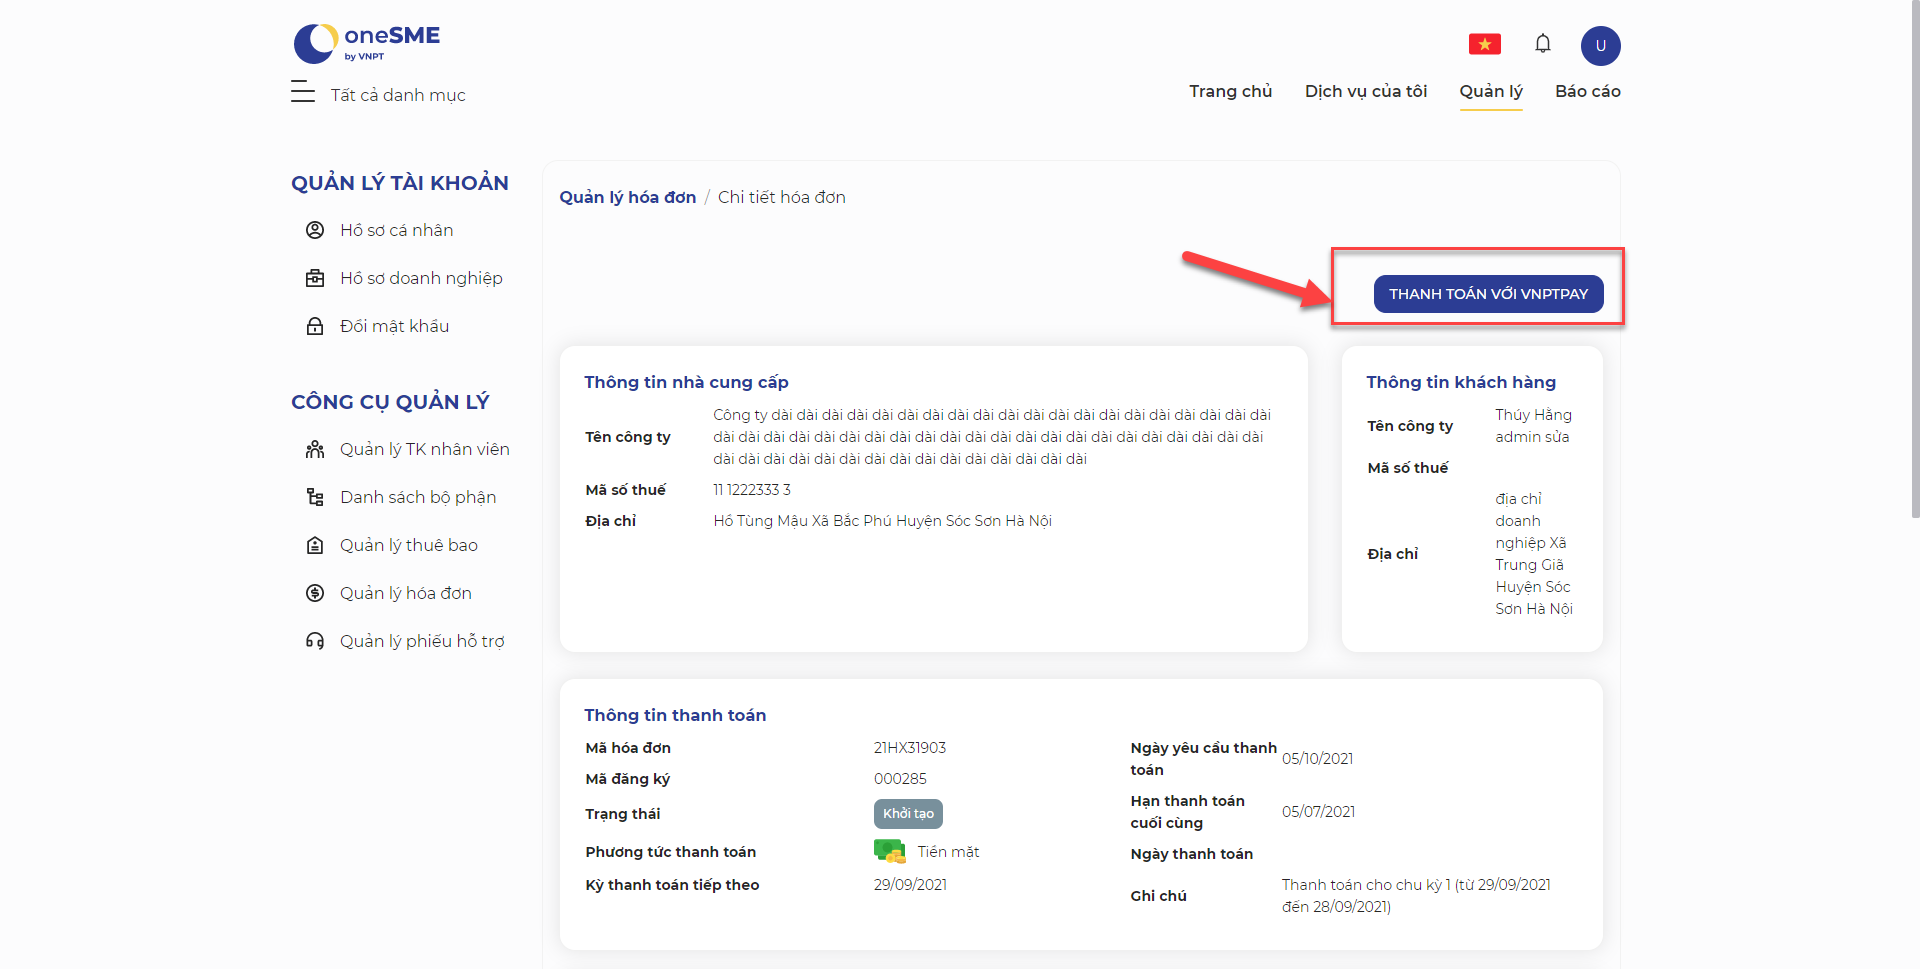 oneSME
by VNPT
U
Tất cả danh mục
Trang chủ
Dịch vụ của tôi
Quản lý
Báo cáo
QUẢN LÝ TÀI KHOẢN
Hồ sơ cá nhân
Hồ sơ doanh nghiệp
Đổi mật khẩu
CÔNG CỤ QUẢN LÝ
Quản lý TK nhân viên
Danh sách bộ phận
Quản lý thuê bao
Quản lý hóa đơn
Quản lý phiếu hỗ trợ
Quản lý hóa đơn / Chi tiết hóa đơn
THANH TOÁN VỚI VNPTPAY
Thông tin nhà cung cấp
Tên công ty
Công ty dài dài dài dài dài dài dài dài dài dài dài dài dài dài dài dài dài dài dài dài
dài dài dài dài dài dài dài dài dài dài dài dài dài dài dài dài dài dài dài dài dài dài
dài dài dài dài dài dài dài dài dài dài dài dài dài dài dài
Mã số thuế
11 1222333 3
Địa chỉ
Hồ Tùng Mậu Xã Bắc Phú Huyện Sóc Sơn Hà Nội
Thông tin khách hàng
Tên công ty
Thúy Hằng
admin sửa
Mã số thuế
Địa chỉ
địa chỉ
doanh
nghiệp Xã
Trung Giã
Huyện Sóc
Sơn Hà Nội
Thông tin thanh toán
Mã hóa đơn
21HX31903
Mã đăng ký
000285
Trạng thái
Khởi tạo
Phương tức thanh toán
Tiền mặt
Kỳ thanh toán tiếp theo
29/09/2021
Ngày yêu cầu thanh
toán
05/10/2021
Hạn thanh toán
cuối cùng
05/07/2021
Ngày thanh toán
Ghi chú
Thanh toán cho chu kỳ 1 (từ 29/09/2021
đến 28/09/2021)